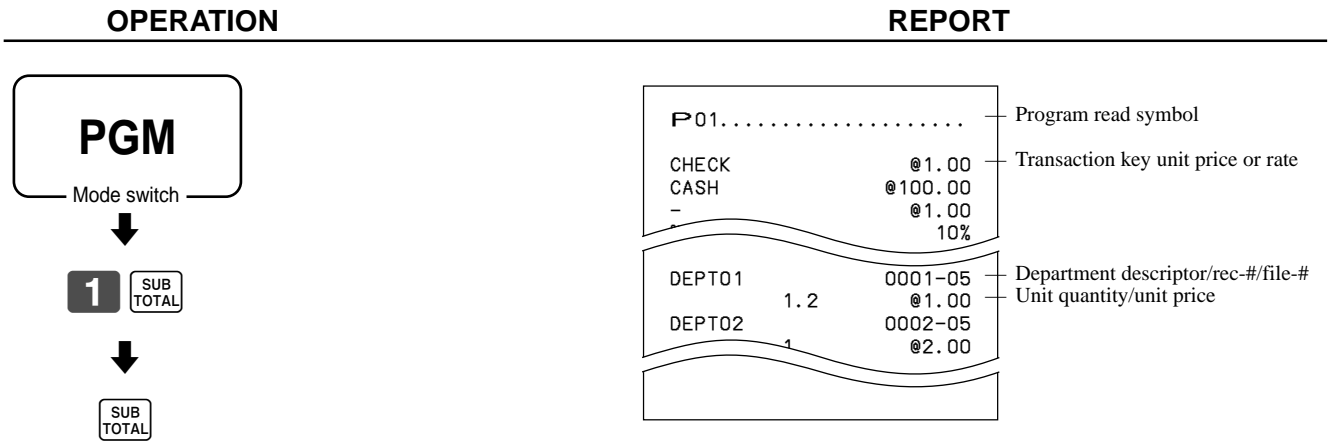 OPERATION REPORT
PGM
Mode switch
1 SUB TOTAL
SUB TOTAL
P01..................... Program read symbol
CHECK @1.00 Transaction key unit price or rate
CASH @100.00
- @1.00
10%
DEPT01 0001-05 Department descriptor/rec-#/file-#
1.2 @1.00 Unit quantity/unit price
DEPT02 0002-05
1 @2.00